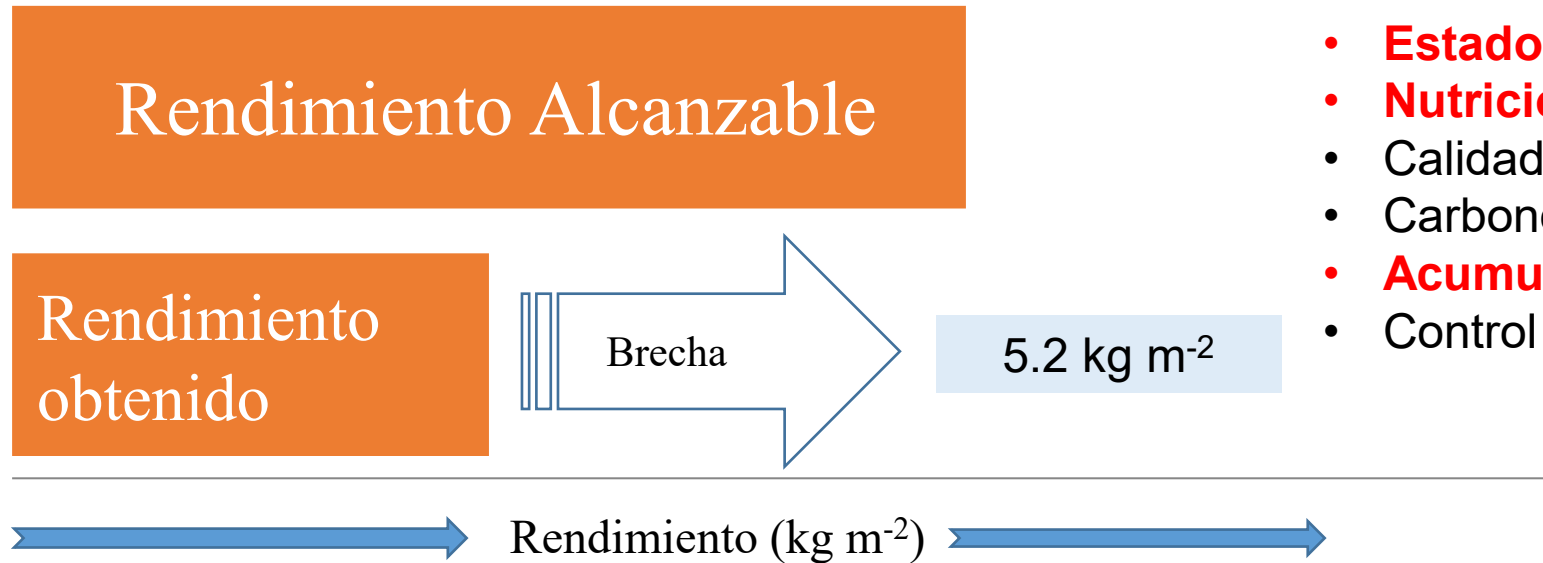 Rendimiento Alcanzable
Rendimiento
obtenido
Brecha
5.2 kg m-2
• Estado
• Nutrici
• Calidad
• Carbon
• Acumu
• Control
Rendimiento (kg m-2)